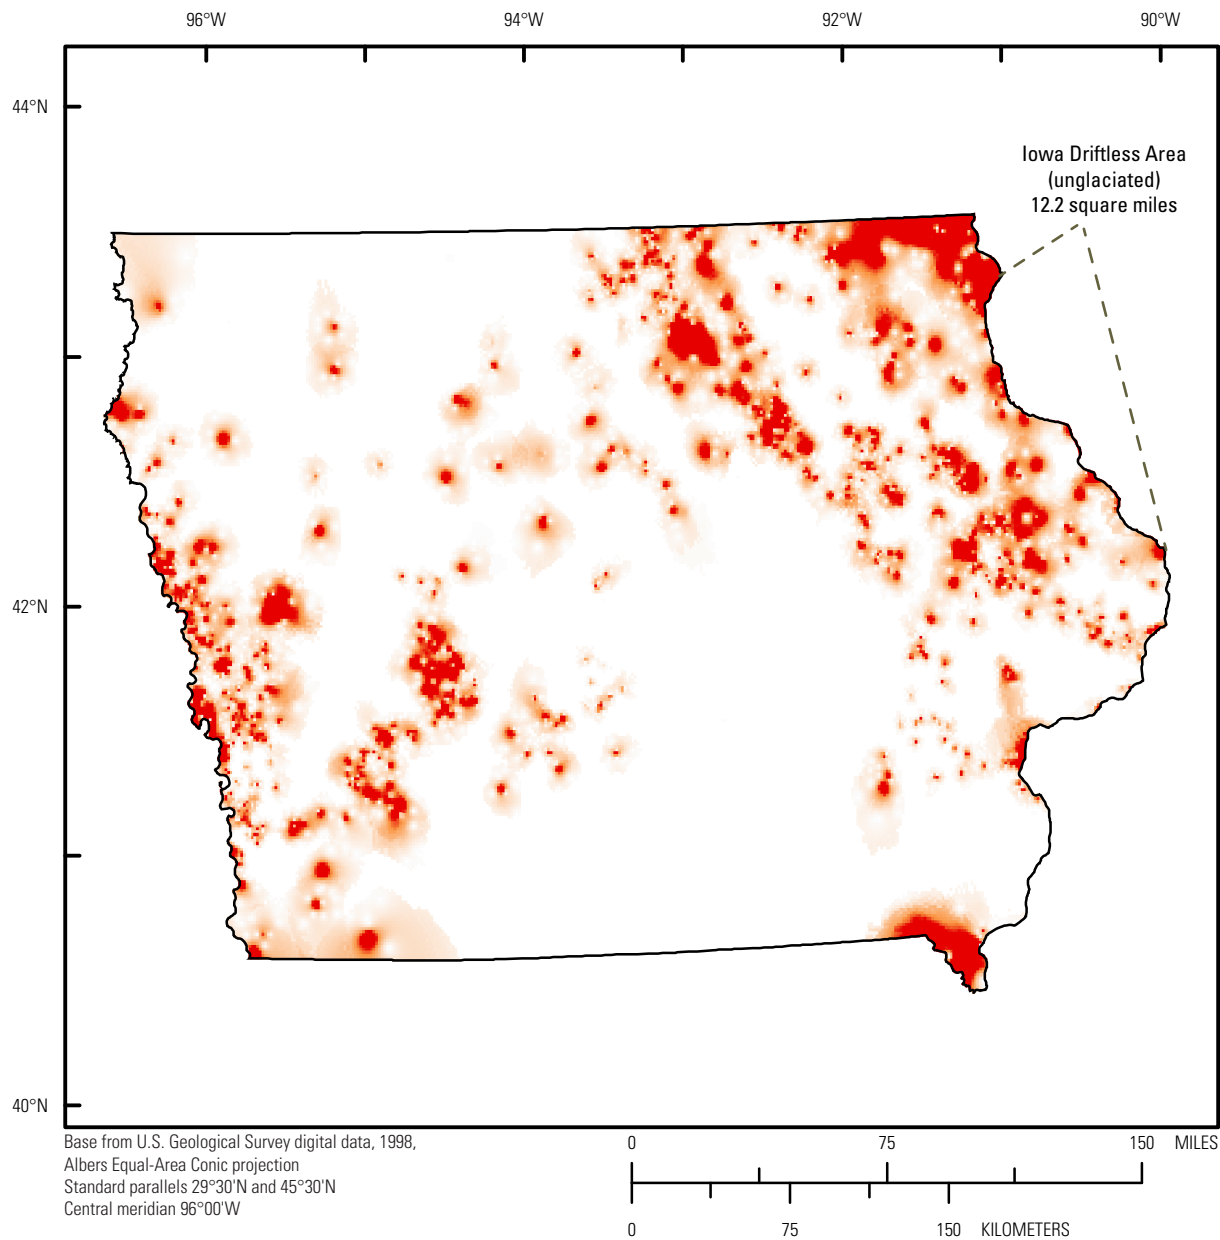 96°W 94°W 92°W 90°W
44°N
Iowa Driftless Area
(unglaciated)
12.2 square miles
42°N
40°N
Base from U.S. Geological Survey digital data, 1998,
Albers Equal-Area Conic projection
Standard parallels 29°30'N and 45°30'N
Central meridian 96°00'W
0 75 150 MILES
0 75 150 KILOMETERS